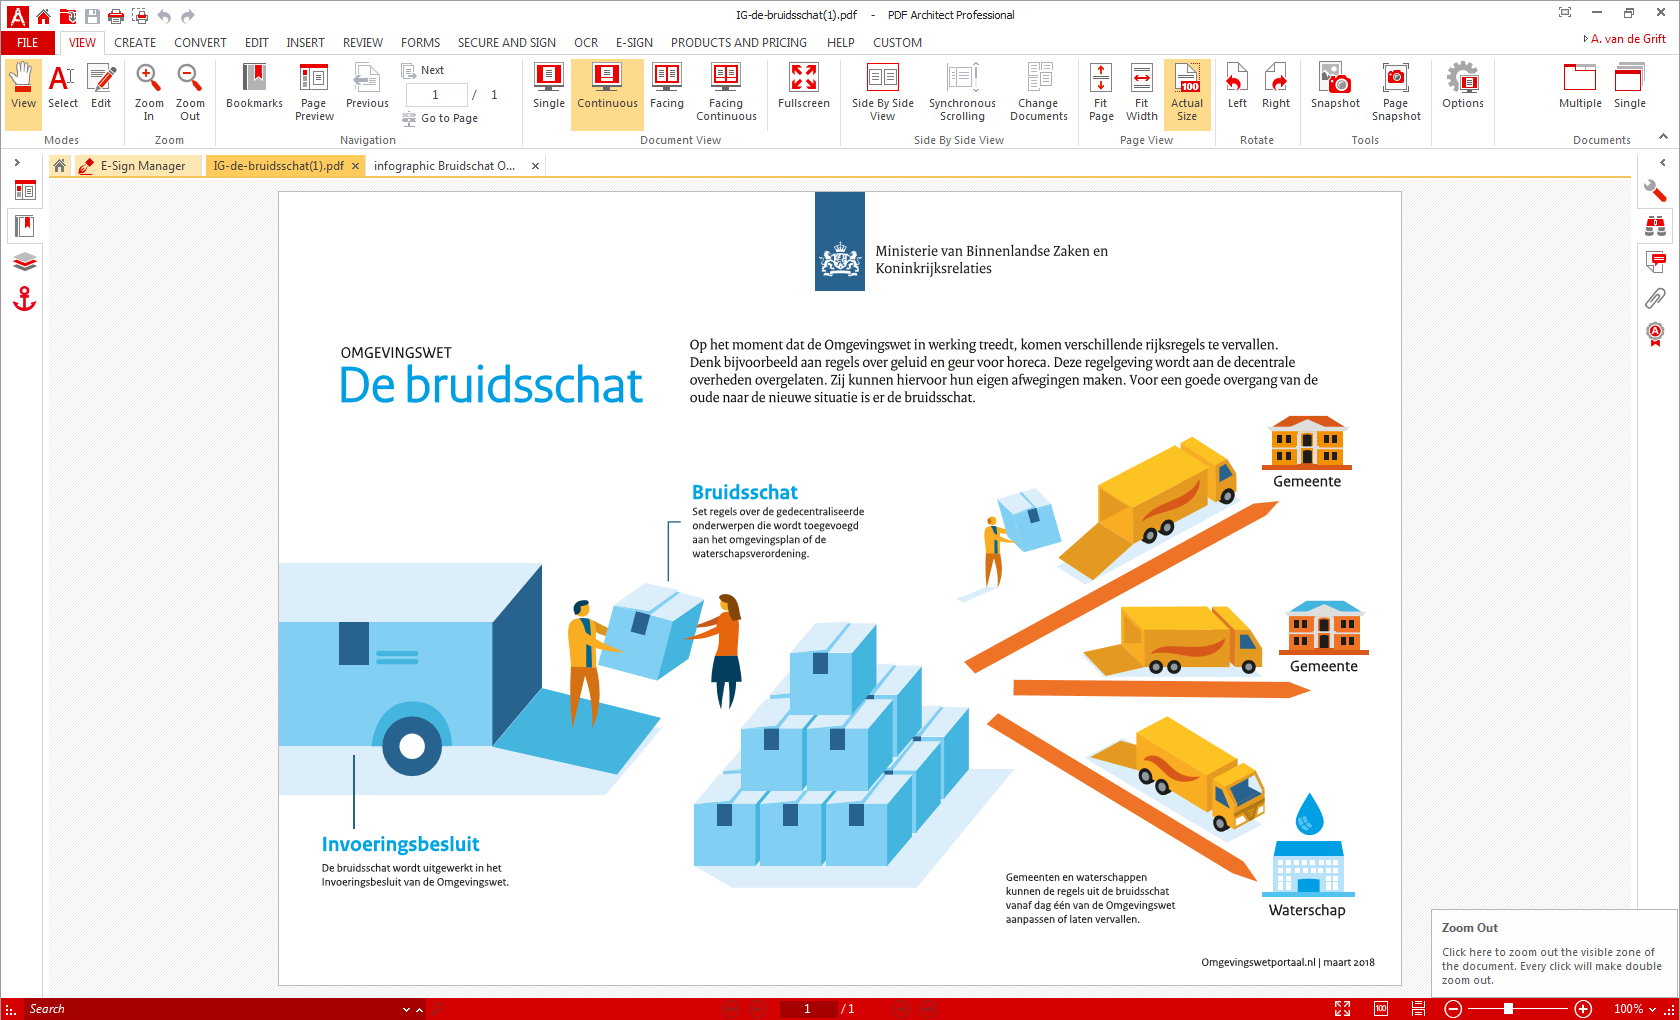 IG-de-bruidsschat(1).pdf - PDF Architect Professional
FILE VIEW CREATE CONVERT EDIT INSERT REVIEW FORMS SECURE AND SIGN OCR E-SIGN PRODUCTS AND PRICING HELP CUSTOM
A. van de Grift
View
Select
Edit
Modes
Zoom In
Zoom Out
Zoom
Bookmarks
Page Preview
Previous
Next
1 / 1
Go to Page
Navigation
Single
Continuous
Facing
Facing Continuous
Document View
Fullscreen
Side By Side View
Synchronous Scrolling
Change Documents
Side By Side View
Fit Page
Fit Width
100
Actual Size
Page View
Left
Right
Rotate
Snapshot
Page Snapshot
Tools
Options
Multiple
Single
Documents
E-Sign Manager
IG-de-bruidsschat(1).pdf
infographic Bruidschat O...
Ministerie van Binnenlandse Zaken en
Koninkrijksrelaties
OMGEVINGSWET
De bruidsschat
Op het moment dat de Omgevingswet in werking treedt, komen verschillende rijksregels te vervallen.
Denk bijvoorbeeld aan regels over geluid en geur voor horeca. Deze regelgeving wordt aan de decentrale
overheden overgelaten. Zij kunnen hiervoor hun eigen afwegingen maken. Voor een goede overgang van de
oude naar de nieuwe situatie is er de bruidsschat.
Gemeente
Bruidsschat
Set regels over de gedecentraliseerde
onderwerpen die wordt toegevoegd
aan het omgevingsplan of de
waterschapsverordening.
Gemeente
Invoeringsbesluit
De bruidsschat wordt uitgewerkt in het
Invoeringsbesluit van de Omgevingswet.
Gemeenten en waterschappen
kunnen de regels uit de bruidsschat
vanaf dag één van de Omgevingswet
aanpassen of laten vervallen.
Waterschap
Omgevingswetportaal.nl | maart 2018
Zoom Out
Click here to zoom out the visible zone of
the document. Every click will make double
zoom out.
Search
1 / 1
100
100%